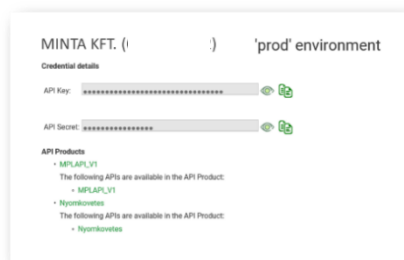 MINTA KFT. ( :) 'prod' environment
Credential details
API Key: ••••••••••••••••••••••••••••••••
API Secret: ••••••••••••••••
API Products
• MPLAPI_V1
The following APIs are available in the API Product:
• MPLAPI_V1
• Nyomkovetes
The following APIs are available in the API Product:
• Nyomkovetes